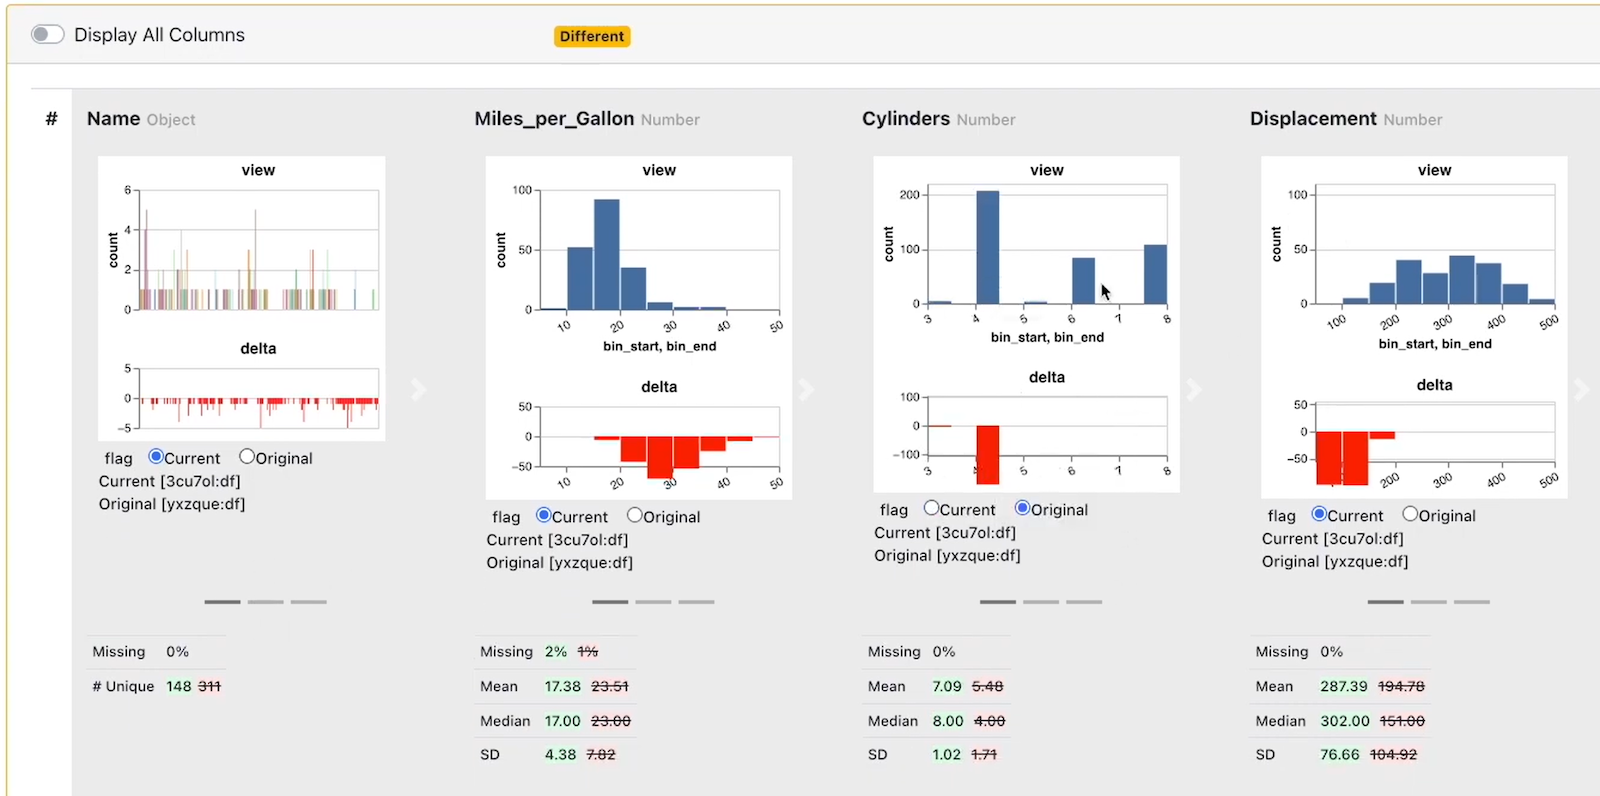 Display All Columns
Different
#
Name Object
view
6
4
2
0
count
delta
5
0
−5
flag Current Original
Current [3cu7ol:df]
Original [yxzque:df]
Missing 0%
# Unique 148 311
Miles_per_Gallon Number
view
100
50
0
count
10 20 30 40 50
bin_start, bin_end
delta
50
0
−50
10 20 30 40 50
flag Current Original
Current [3cu7ol:df]
Original [yxzque:df]
Missing 2% 1%
Mean 17.38 23.51
Median 17.00 23.00
SD 4.38 7.82
Cylinders Number
view
200
100
0
count
3 4 5 6 7 8
bin_start, bin_end
delta
100
0
−100
3 4 5 6 7 8
flag Current Original
Current [3cu7ol:df]
Original [yxzque:df]
Missing 0%
Mean 7.09 5.48
Median 8.00 4.00
SD 1.02 1.71
Displacement Number
view
100
50
0
count
100 200 300 400 500
bin_start, bin_end
delta
50
0
−50
200 300 400 500
flag Current Original
Current [3cu7ol:df]
Original [yxzque:df]
Missing 0%
Mean 287.39 194.78
Median 302.00 151.00
SD 76.66 104.92